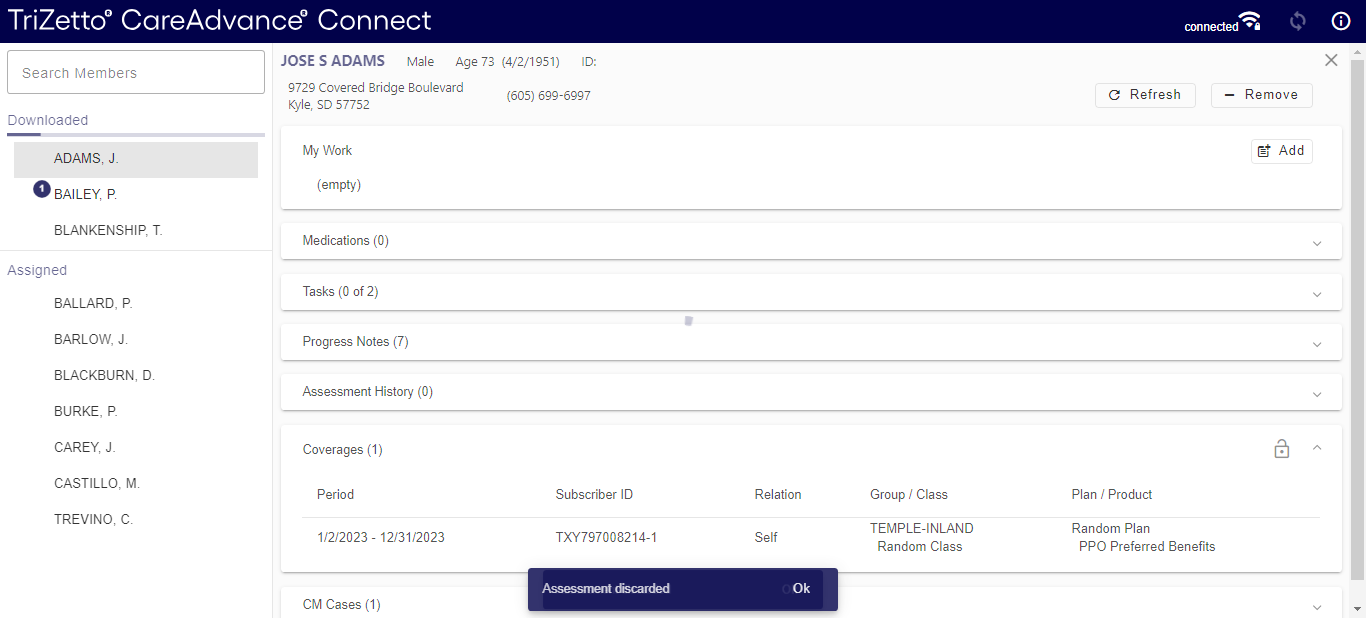 TriZetto® CareAdvance® Connect
connected
Search Members
Downloaded
ADAMS, J.
1
BAILEY, P.
BLANKENSHIP, T.
Assigned
BALLARD, P.
BARLOW, J.
BLACKBURN, D.
BURKE, P.
CAREY, J.
CASTILLO, M.
TREVINO, C.
JOSE S ADAMS Male Age 73 (4/2/1951) ID:
9729 Covered Bridge Boulevard
Kyle, SD 57752
(605) 699-6997
Refresh
Remove
My Work
Add
(empty)
Medications (0)
Tasks (0 of 2)
Progress Notes (7)
Assessment History (0)
Coverages (1)
Period Subscriber ID Relation Group / Class Plan / Product
1/2/2023 - 12/31/2023 TXY797008214-1 Self TEMPLE-INLAND Random Plan
Random Class PPO Preferred Benefits
Assessment discarded Ok
CM Cases (1)